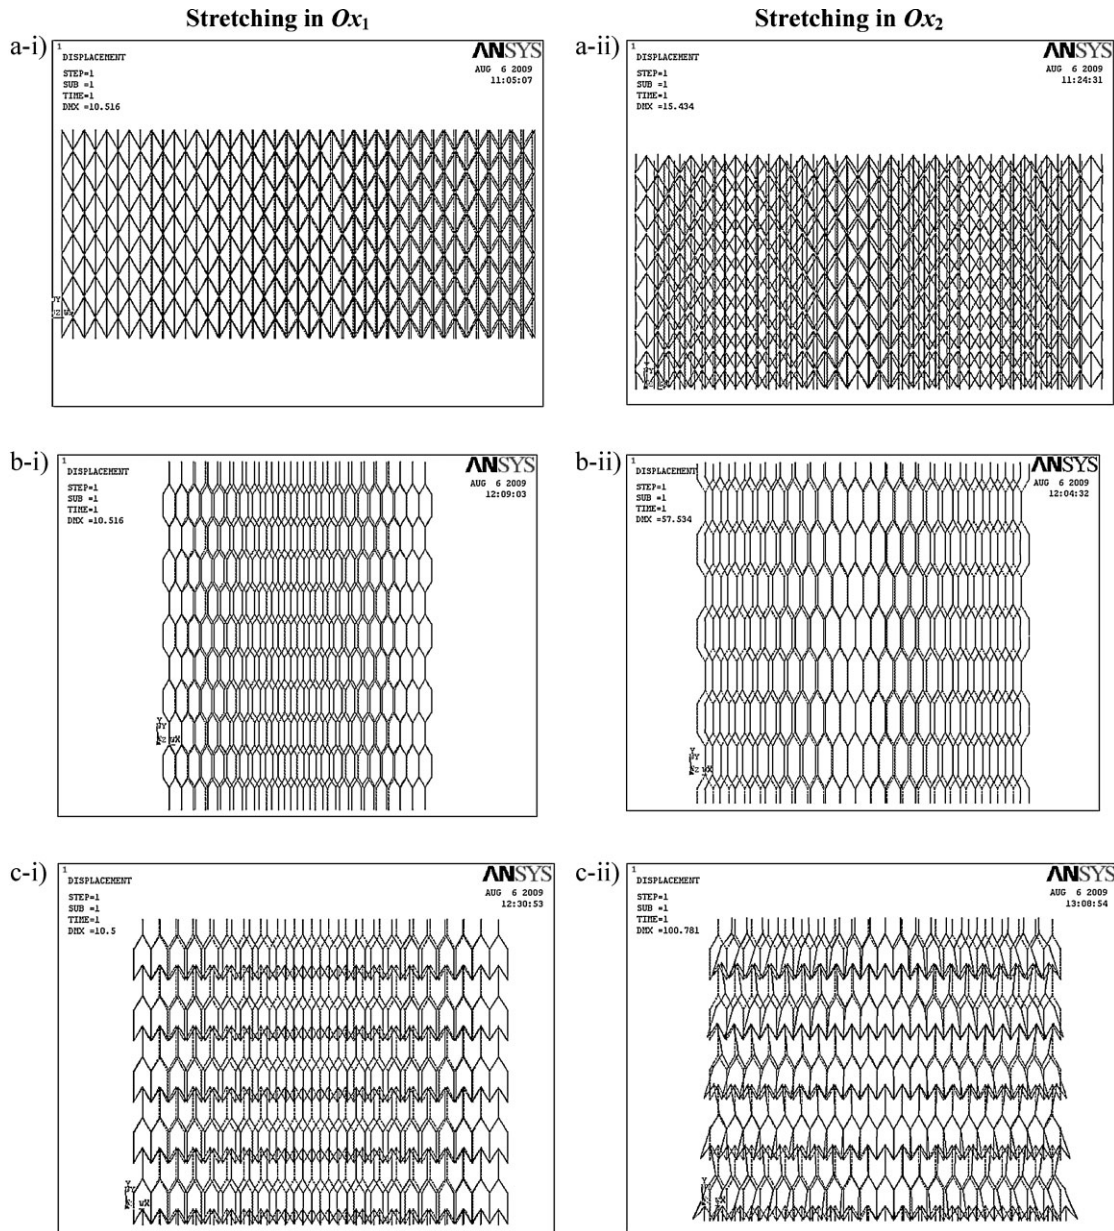 Stretching in Ox1
Stretching in Ox2
a-i)
1
DISPLACEMENT
STEP=1
SUB =1
TIME=1
DMX =10.516
ANSYS
AUG 6 2009
11:05:07
a-ii)
1
DISPLACEMENT
STEP=1
SUB =1
TIME=1
DMX =15.434
ANSYS
AUG 6 2009
11:24:31
b-i)
1
DISPLACEMENT
STEP=1
SUB =1
TIME=1
DMX =10.516
ANSYS
AUG 6 2009
12:09:03
b-ii)
1
DISPLACEMENT
STEP=1
SUB =1
TIME=1
DMX =57.534
ANSYS
AUG 6 2009
12:04:32
c-i)
1
DISPLACEMENT
STEP=1
SUB =1
TIME=1
DMX =10.5
ANSYS
AUG 6 2009
12:30:53
c-ii)
1
DISPLACEMENT
STEP=1
SUB =1
TIME=1
DMX =100.781
ANSYS
AUG 6 2009
13:08:54